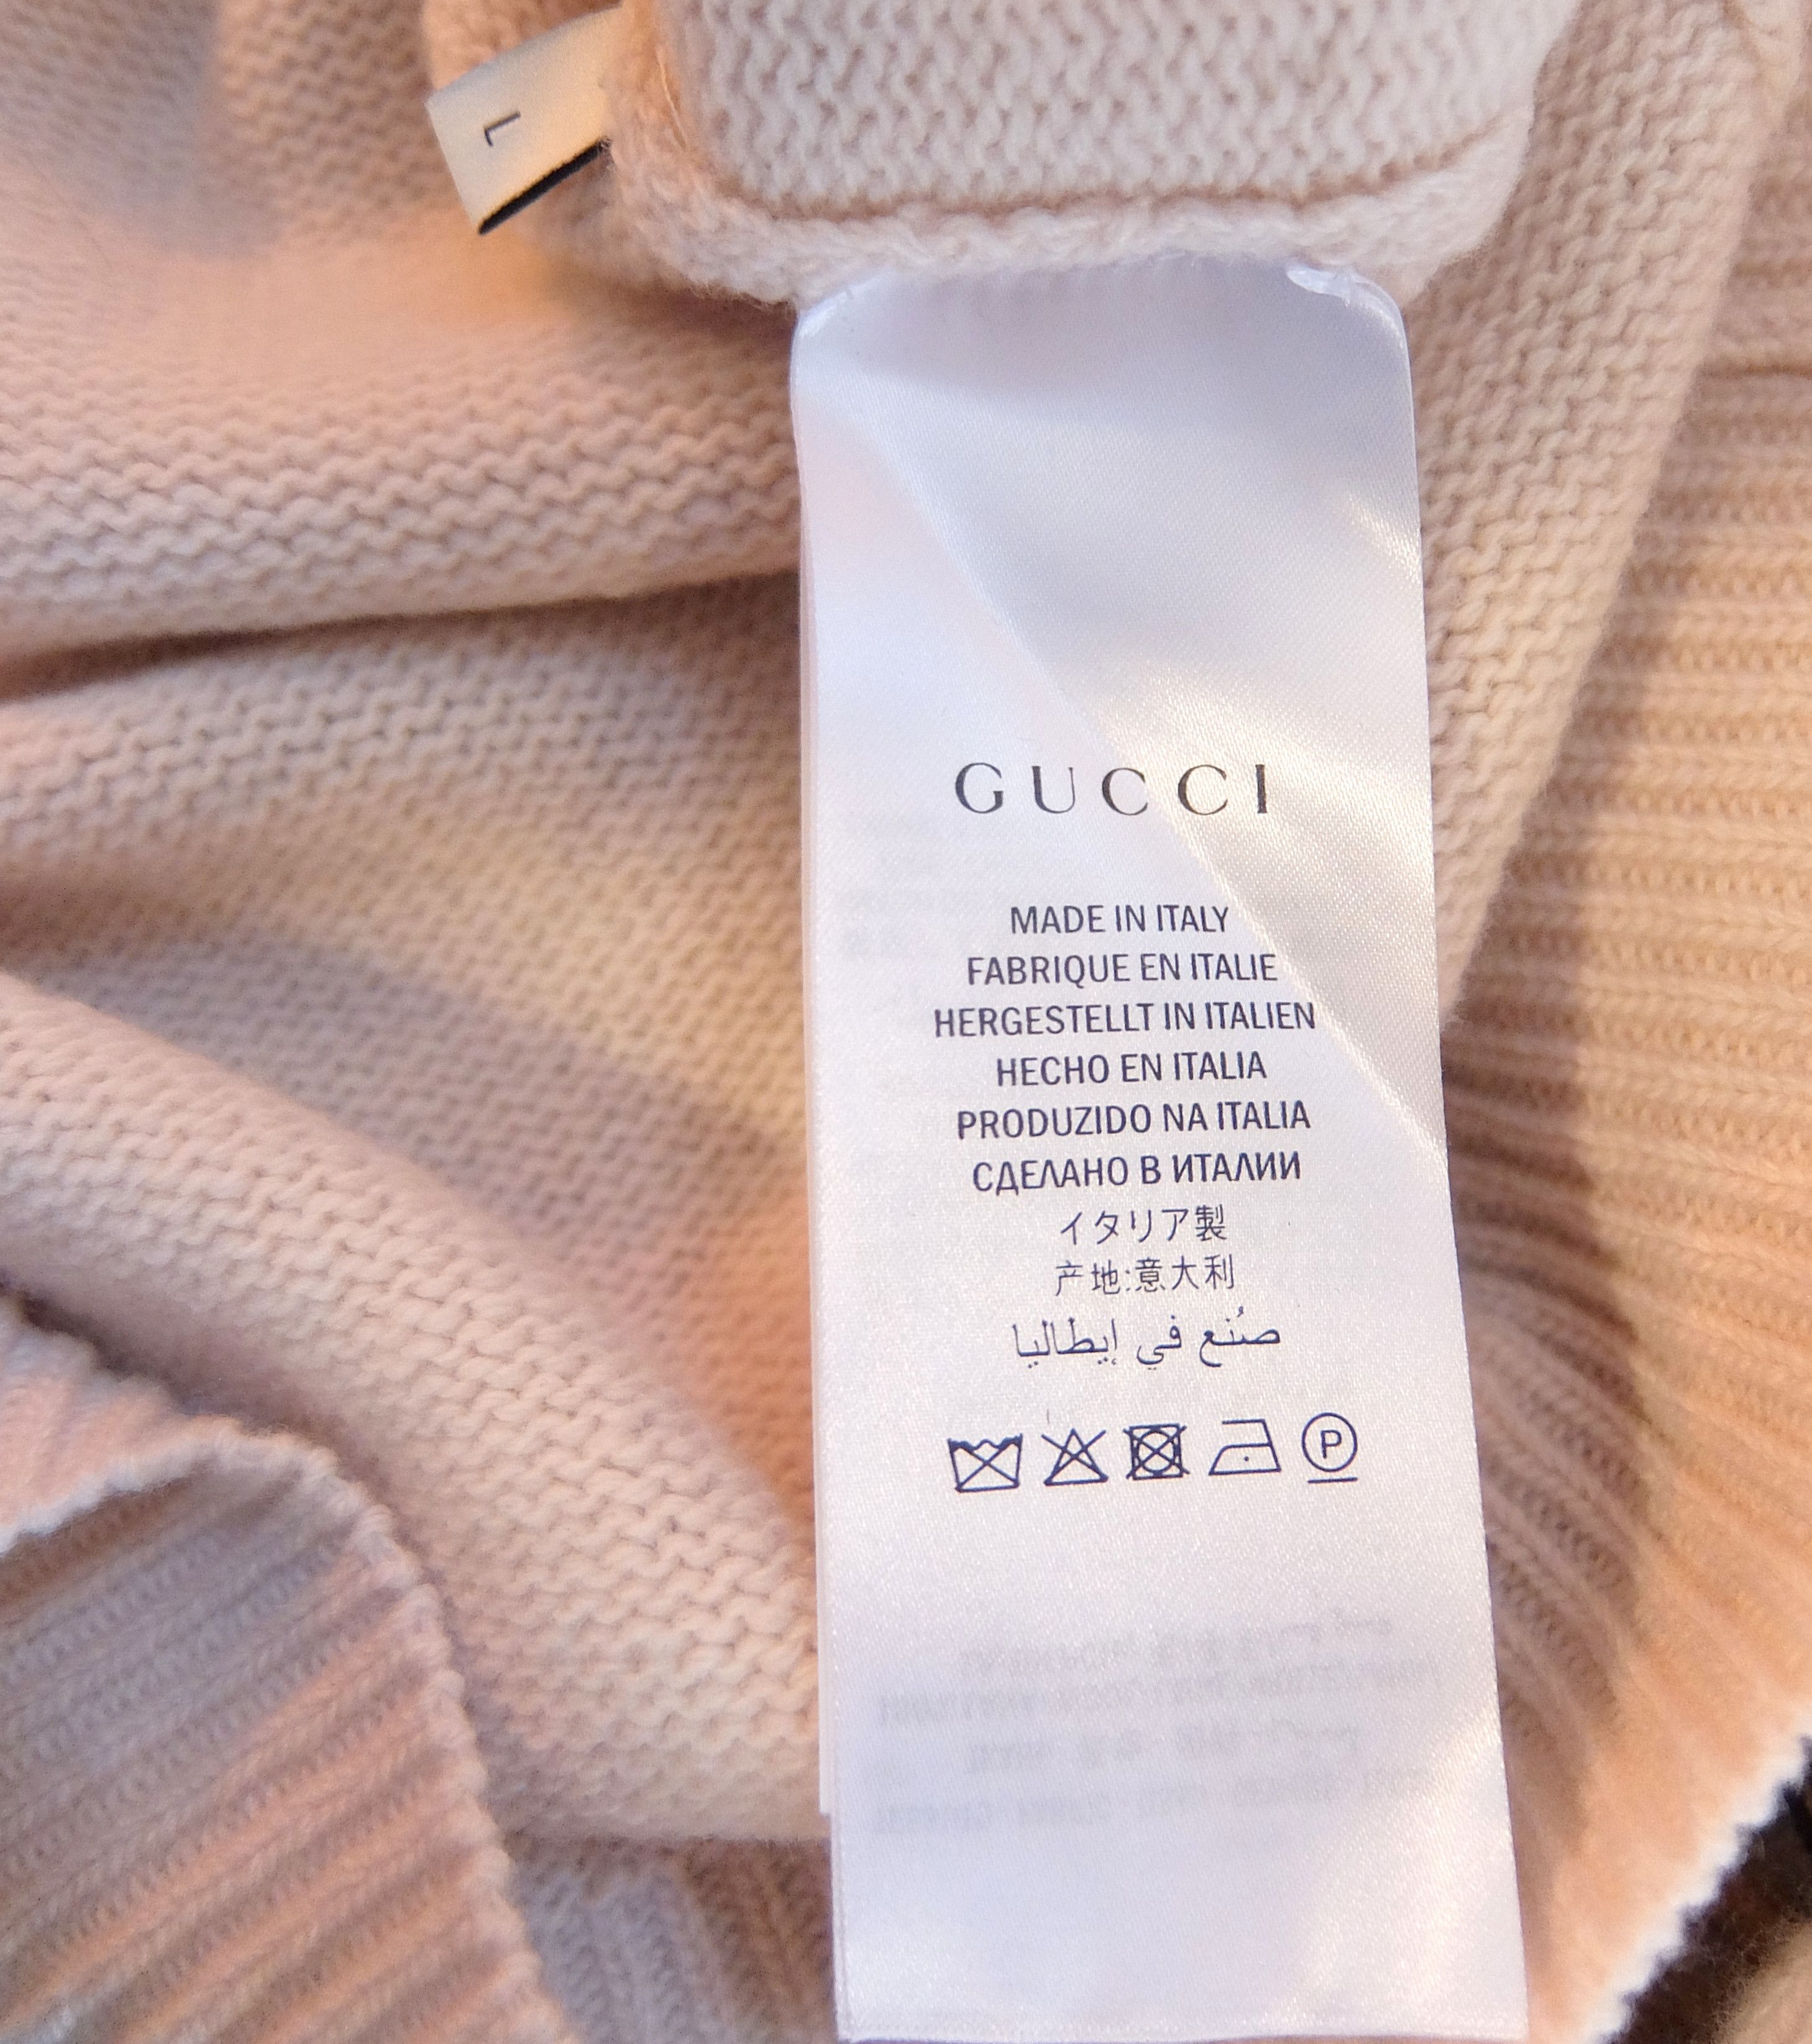 L
GUCCI
MADE IN ITALY
FABRIQUE EN ITALIE
HERGESTELLT IN ITALIEN
HECHO EN ITALIA
PRODUZIDO NA ITALIA
СДЕЛАНО В ИТАЛИИ
イタリア製
产地:意大利
صُنع في إيطاليا
P